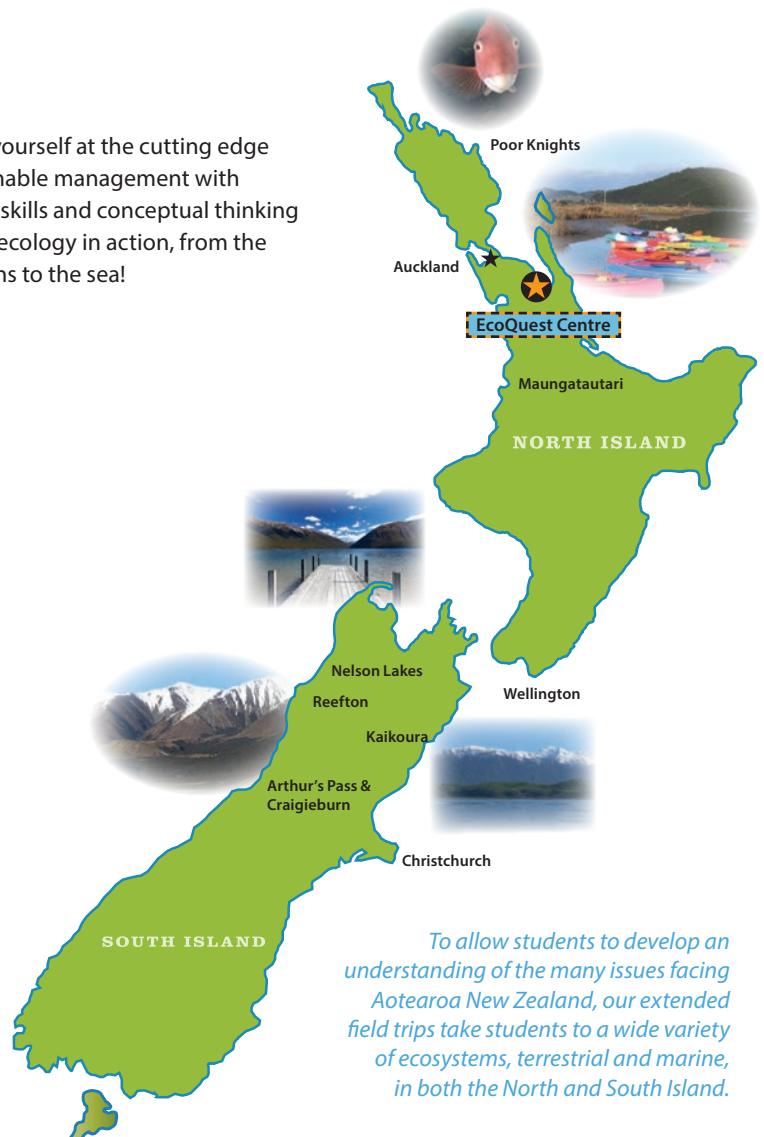 yourself at the cutting edge
nable management with
skills and conceptual thinking
ecology in action, from the
ns to the sea!
Poor Knights
Auckland
EcoQuest Centre
Maungatautari
NORTH ISLAND
Nelson Lakes
Reefton
Wellington
Kaikoura
Arthur's Pass &
Craigieburn
Christchurch
SOUTH ISLAND
To allow students to develop an
understanding of the many issues facing
Aotearoa New Zealand, our extended
field trips take students to a wide variety
of ecosystems, terrestrial and marine,
in both the North and South Island.